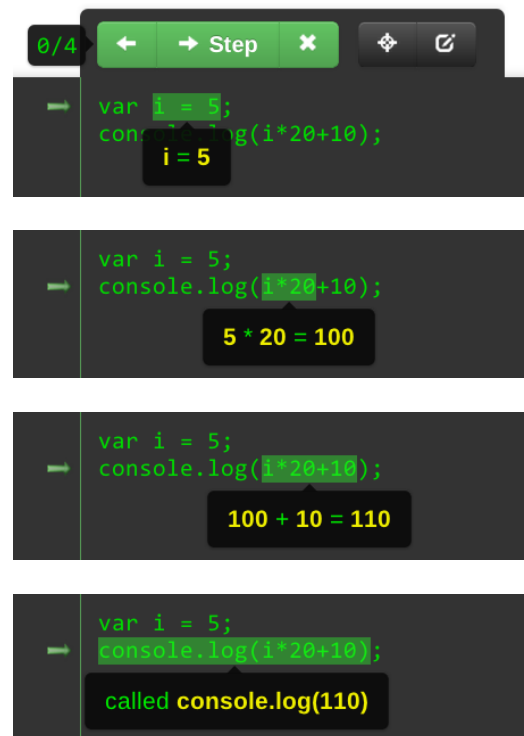 0/4 Step
var i = 5;
console.log(i*20+10);
i = 5
var i = 5;
console.log(i*20+10);
5 * 20 = 100
var i = 5;
console.log(i*20+10);
100 + 10 = 110
var i = 5;
console.log(i*20+10);
called console.log(110)